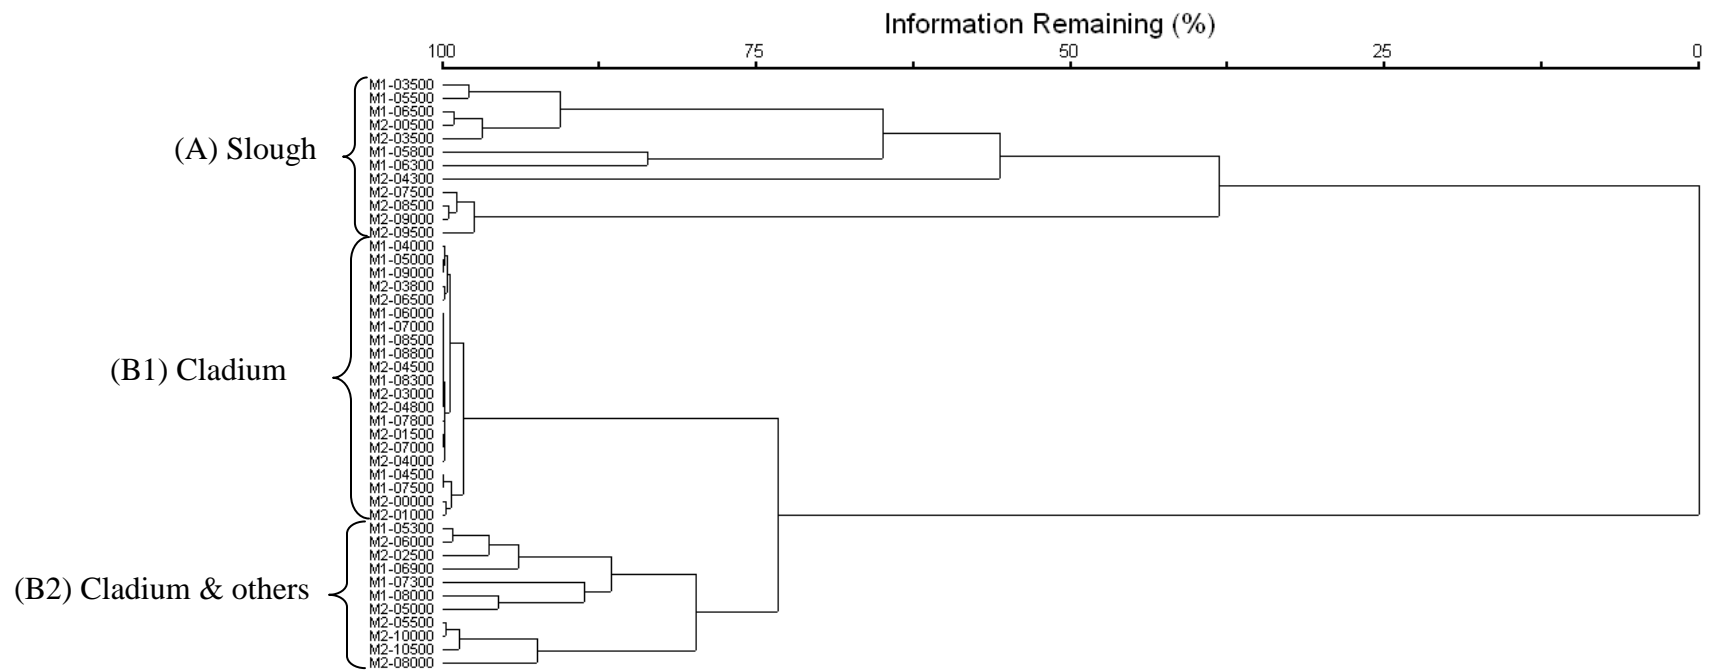 Information Remaining (%)
100 75 50 25 0
M1-03500
M1-05500
M1-06500
M2-00500
M2-03500
M1-05800
(A) Slough
M1-06300
M2-04300
M2-07500
M2-08500
M2-09000
M2-09500
M1-04000
M1-05000
M1-09000
M2-03800
M2-06500
M1-06000
M1-07000
M1-08500
M1-08800
M2-04500
(B1) Cladium
M1-08300
M2-03000
M2-04800
M1-07800
M2-01500
M2-07000
M2-04000
M1-04500
M1-07500
M2-00000
M2-01000
M1-05300
M2-06000
M2-02500
M1-06900
M1-07300
(B2) Cladium & others
M1-08000
M2-05000
M2-05500
M2-10000
M2-10500
M2-08000